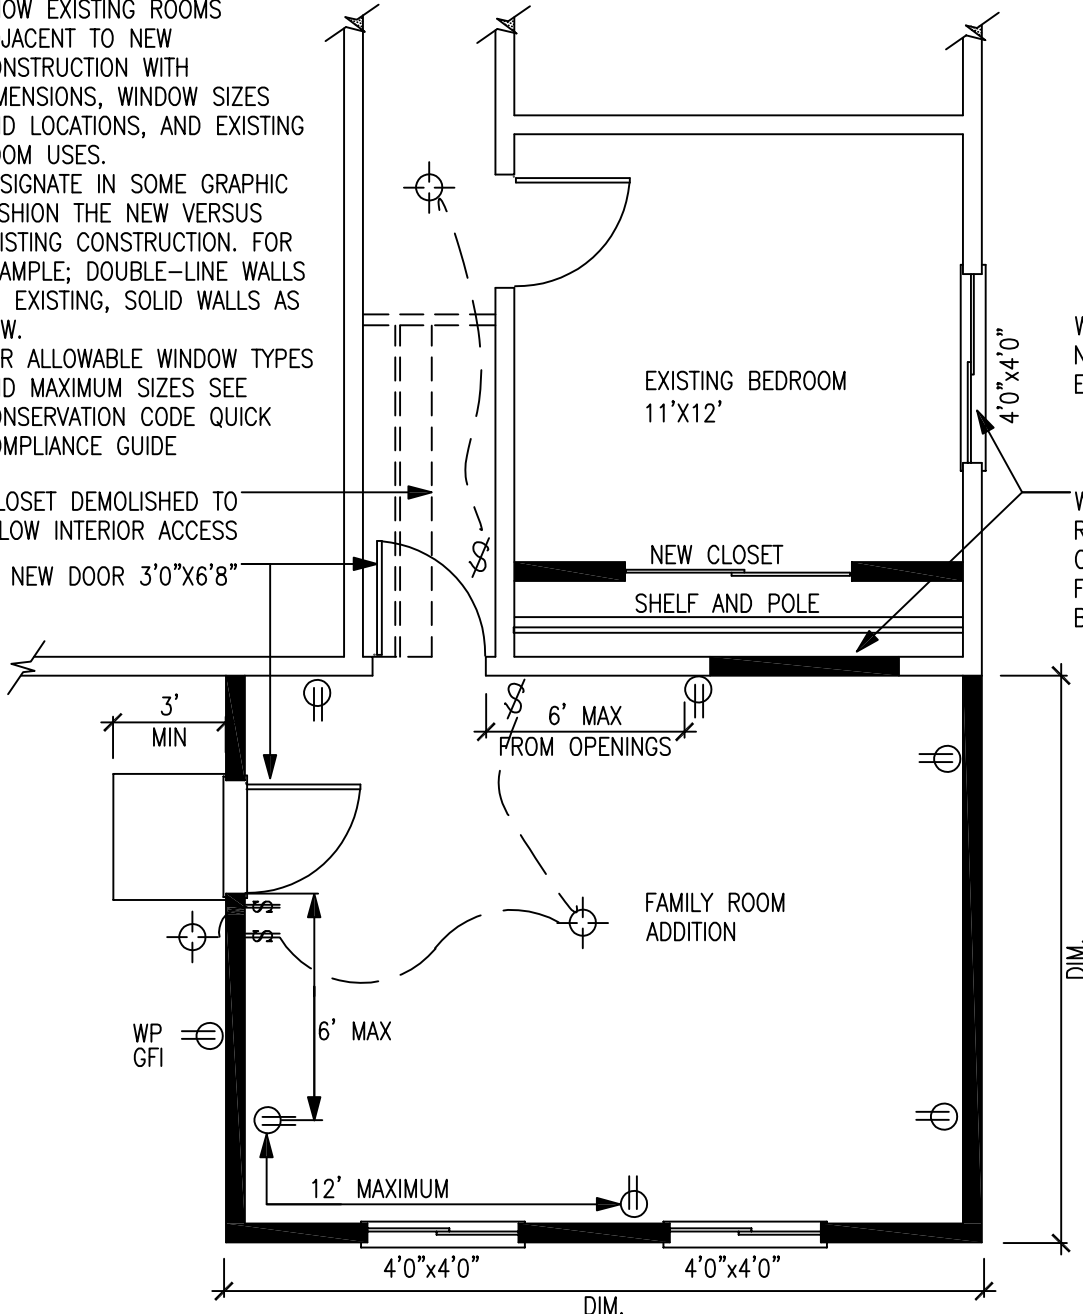 OW EXISTING ROOMS
JACENT TO NEW
ONSTRUCTION WITH
MENSIONS, WINDOW SIZES
ND LOCATIONS, AND EXISTING
OOM USES.
SIGNATE IN SOME GRAPHIC
SHION THE NEW VERSUS
ISTING CONSTRUCTION. FOR
AMPLE; DOUBLE-LINE WALLS
EXISTING, SOLID WALLS AS
W.
R ALLOWABLE WINDOW TYPES
ND MAXIMUM SIZES SEE
ONSERVATION CODE QUICK
OMPLIANCE GUIDE
LOSET DEMOLISHED TO
LOW INTERIOR ACCESS
NEW DOOR 3'0"X6'8"
EXISTING BEDROOM
11'X12'
4'0"x4'0"
W
N
E
W
R
O
F
B
NEW CLOSET
SHELF AND POLE
S
S
3'
MIN
6' MAX
FROM OPENINGS
S
S
FAMILY ROOM
ADDITION
DIM.
WP
GFI
6' MAX
12' MAXIMUM
4'0"x4'0"
4'0"x4'0"
DIM.